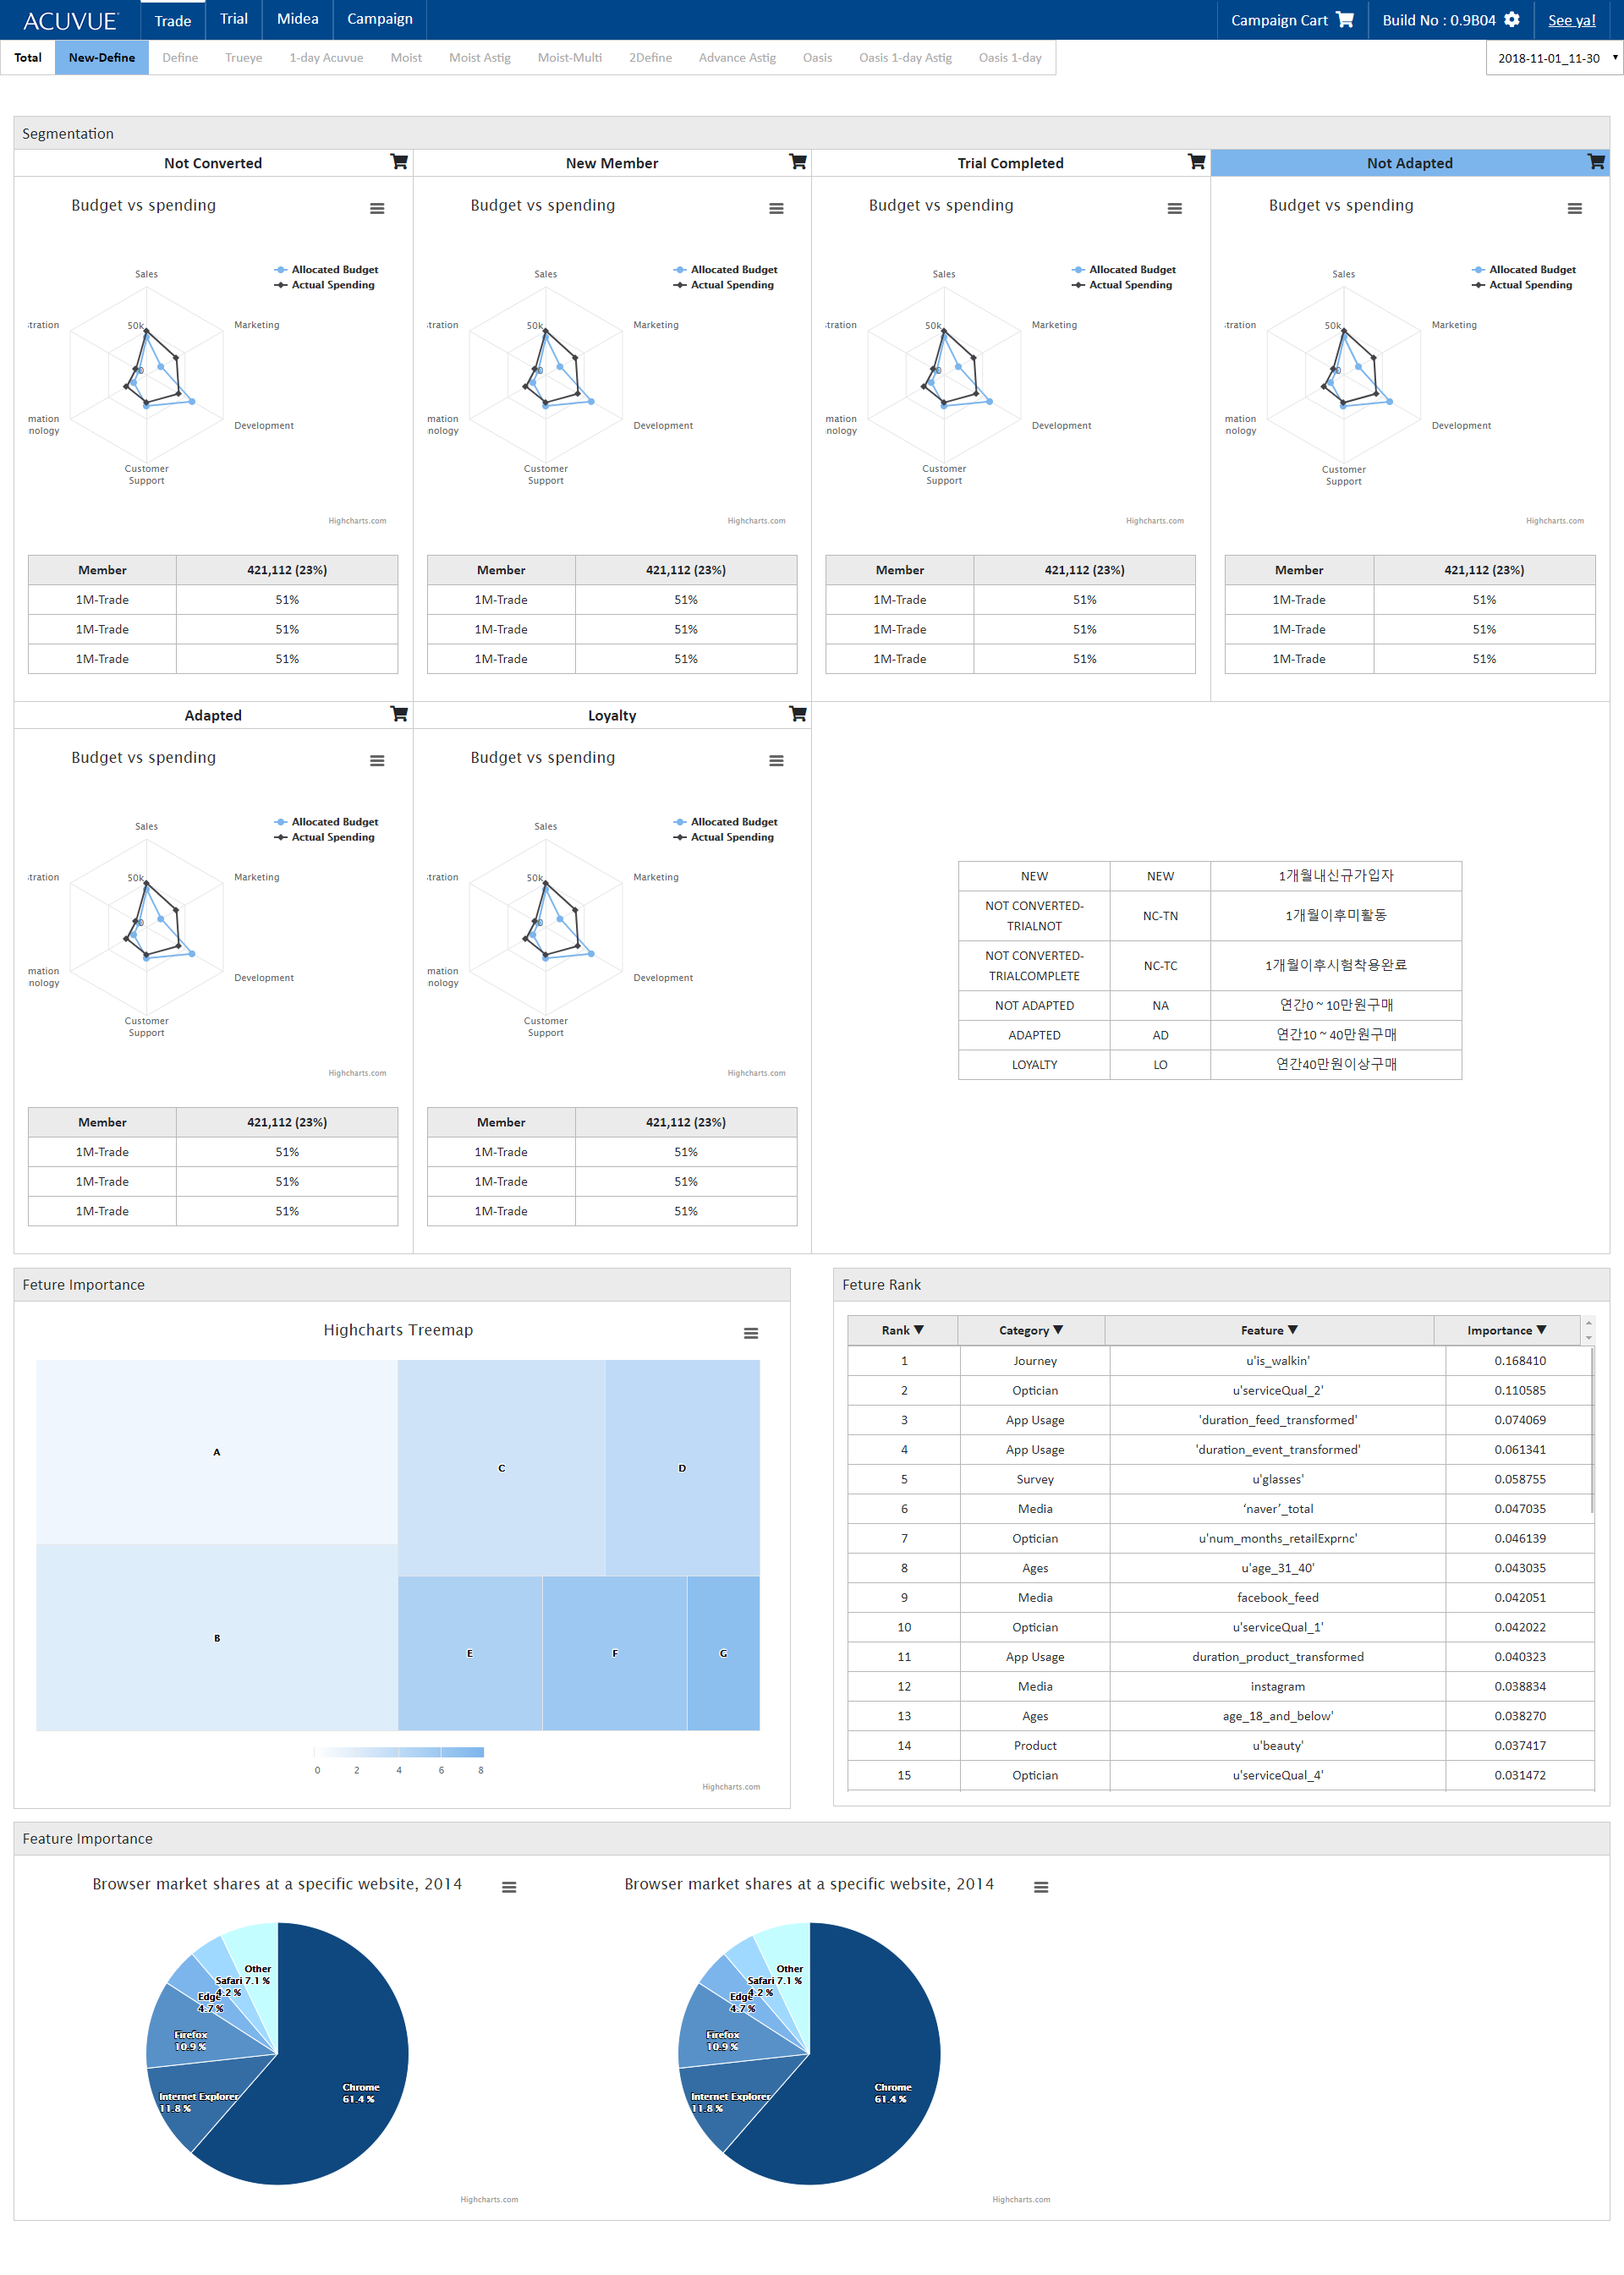 ACUVUE Trade Trial Midea Campaign Campaign Cart Build No : 0.9B04 See ya!
Total New-Define Define Trueye 1-day Acuvue Moist Moist Astig Moist-Multi 2Define Advance Astig Oasis Oasis 1-day Astig Oasis 1-day 2018-11-01_11-30
Segmentation
Not Converted New Member Trial Completed Not Adapted
Budget vs spending
Allocated Budget
Actual Spending
Sales
Marketing
Development
Customer
Support
mation
nology
tration
50k
0
Highcharts.com
Budget vs spending
Allocated Budget
Actual Spending
Sales
Marketing
Development
Customer
Support
mation
nology
tration
50k
0
Highcharts.com
Budget vs spending
Allocated Budget
Actual Spending
Sales
Marketing
Development
Customer
Support
mation
nology
tration
50k
0
Highcharts.com
Budget vs spending
Allocated Budget
Actual Spending
Sales
Marketing
Development
Customer
Support
mation
nology
tration
50k
0
Highcharts.com
Member 421,112 (23%) Member 421,112 (23%) Member 421,112 (23%) Member 421,112 (23%)
1M-Trade 51% 1M-Trade 51% 1M-Trade 51% 1M-Trade 51%
1M-Trade 51% 1M-Trade 51% 1M-Trade 51% 1M-Trade 51%
1M-Trade 51% 1M-Trade 51% 1M-Trade 51% 1M-Trade 51%
Adapted Loyalty
Budget vs spending
Allocated Budget
Actual Spending
Sales
Marketing
Development
Customer
Support
mation
nology
tration
50k
0
Highcharts.com
Budget vs spending
Allocated Budget
Actual Spending
Sales
Marketing
Development
Customer
Support
mation
nology
tration
50k
0
Highcharts.com
Member 421,112 (23%) Member 421,112 (23%)
1M-Trade 51% 1M-Trade 51%
1M-Trade 51% 1M-Trade 51%
1M-Trade 51% 1M-Trade 51%
NEW NEW 1개월내신규가입자
NOT CONVERTED-
TRIALNOT NC-TN 1개월이후미활동
NOT CONVERTED-
TRIALCOMPLETE NC-TC 1개월이후시험착용완료
NOT ADAPTED NA 연간0 ~ 10만원구매
ADAPTED AD 연간10 ~ 40만원구매
LOYALTY LO 연간40만원이상구매
Feture Importance
Highcharts Treemap
A
B
C
D
E
F
G
0 2 4 6 8
Highcharts.com
Feture Rank
Rank▼ Category▼ Feature▼ Importance▼
1 Journey u'is_walkin' 0.168410
2 Optician u'serviceQual_2' 0.110585
3 App Usage 'duration_feed_transformed' 0.074069
4 App Usage 'duration_event_transformed' 0.061341
5 Survey u'glasses' 0.058755
6 Media ‘naver’_total 0.047035
7 Optician u'num_months_retailExprnc' 0.046139
8 Ages u'age_31_40' 0.043035
9 Media facebook_feed 0.042051
10 Optician u'serviceQual_1' 0.042022
11 App Usage duration_product_transformed 0.040323
12 Media instagram 0.038834
13 Ages age_18_and_below' 0.038270
14 Product u'beauty' 0.037417
15 Optician u'serviceQual_4' 0.031472
Feature Importance
Browser market shares at a specific website, 2014
Other
7.1 %
Safari
4.2 %
Edge
4.7 %
Firefox
10.9 %
Internet Explorer
11.8 %
Chrome
61.4 %
Highcharts.com
Browser market shares at a specific website, 2014
Other
7.1 %
Safari
4.2 %
Edge
4.7 %
Firefox
10.9 %
Internet Explorer
11.8 %
Chrome
61.4 %
Highcharts.com